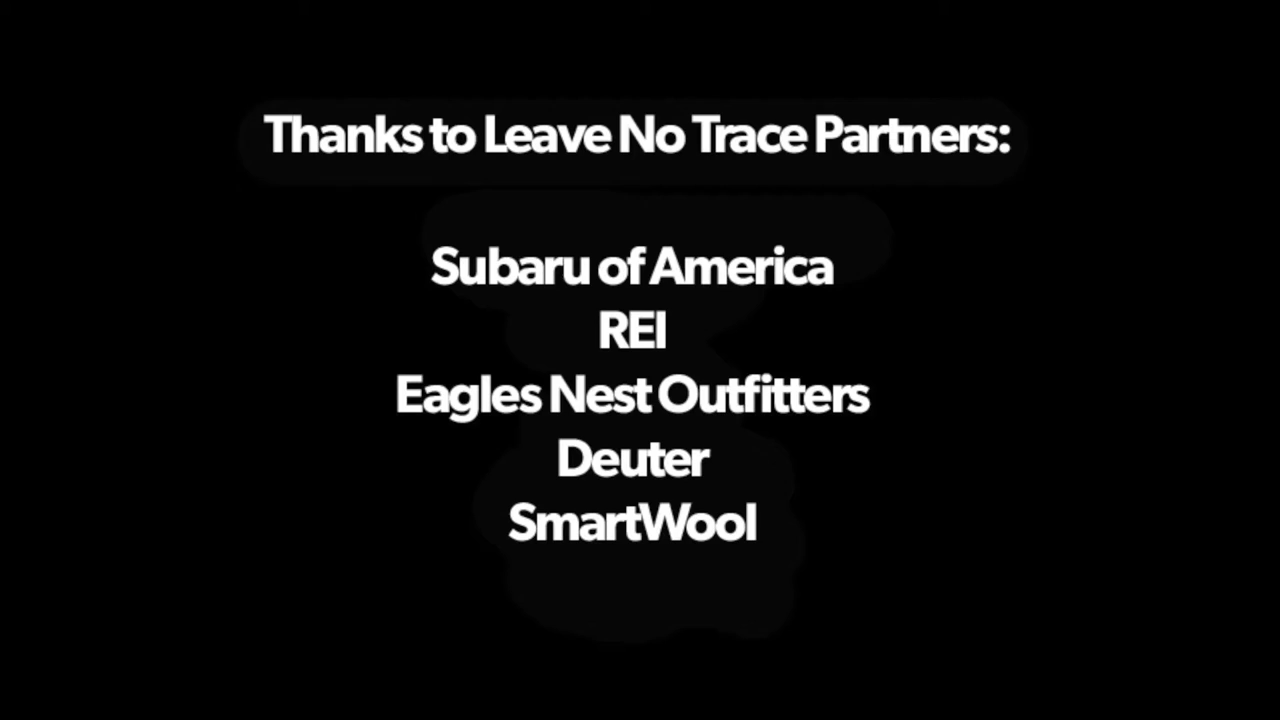 Thanks to Leave No Trace Partners:
Subaru of America
REI
Eagles Nest Outfitters
Deuter
SmartWool